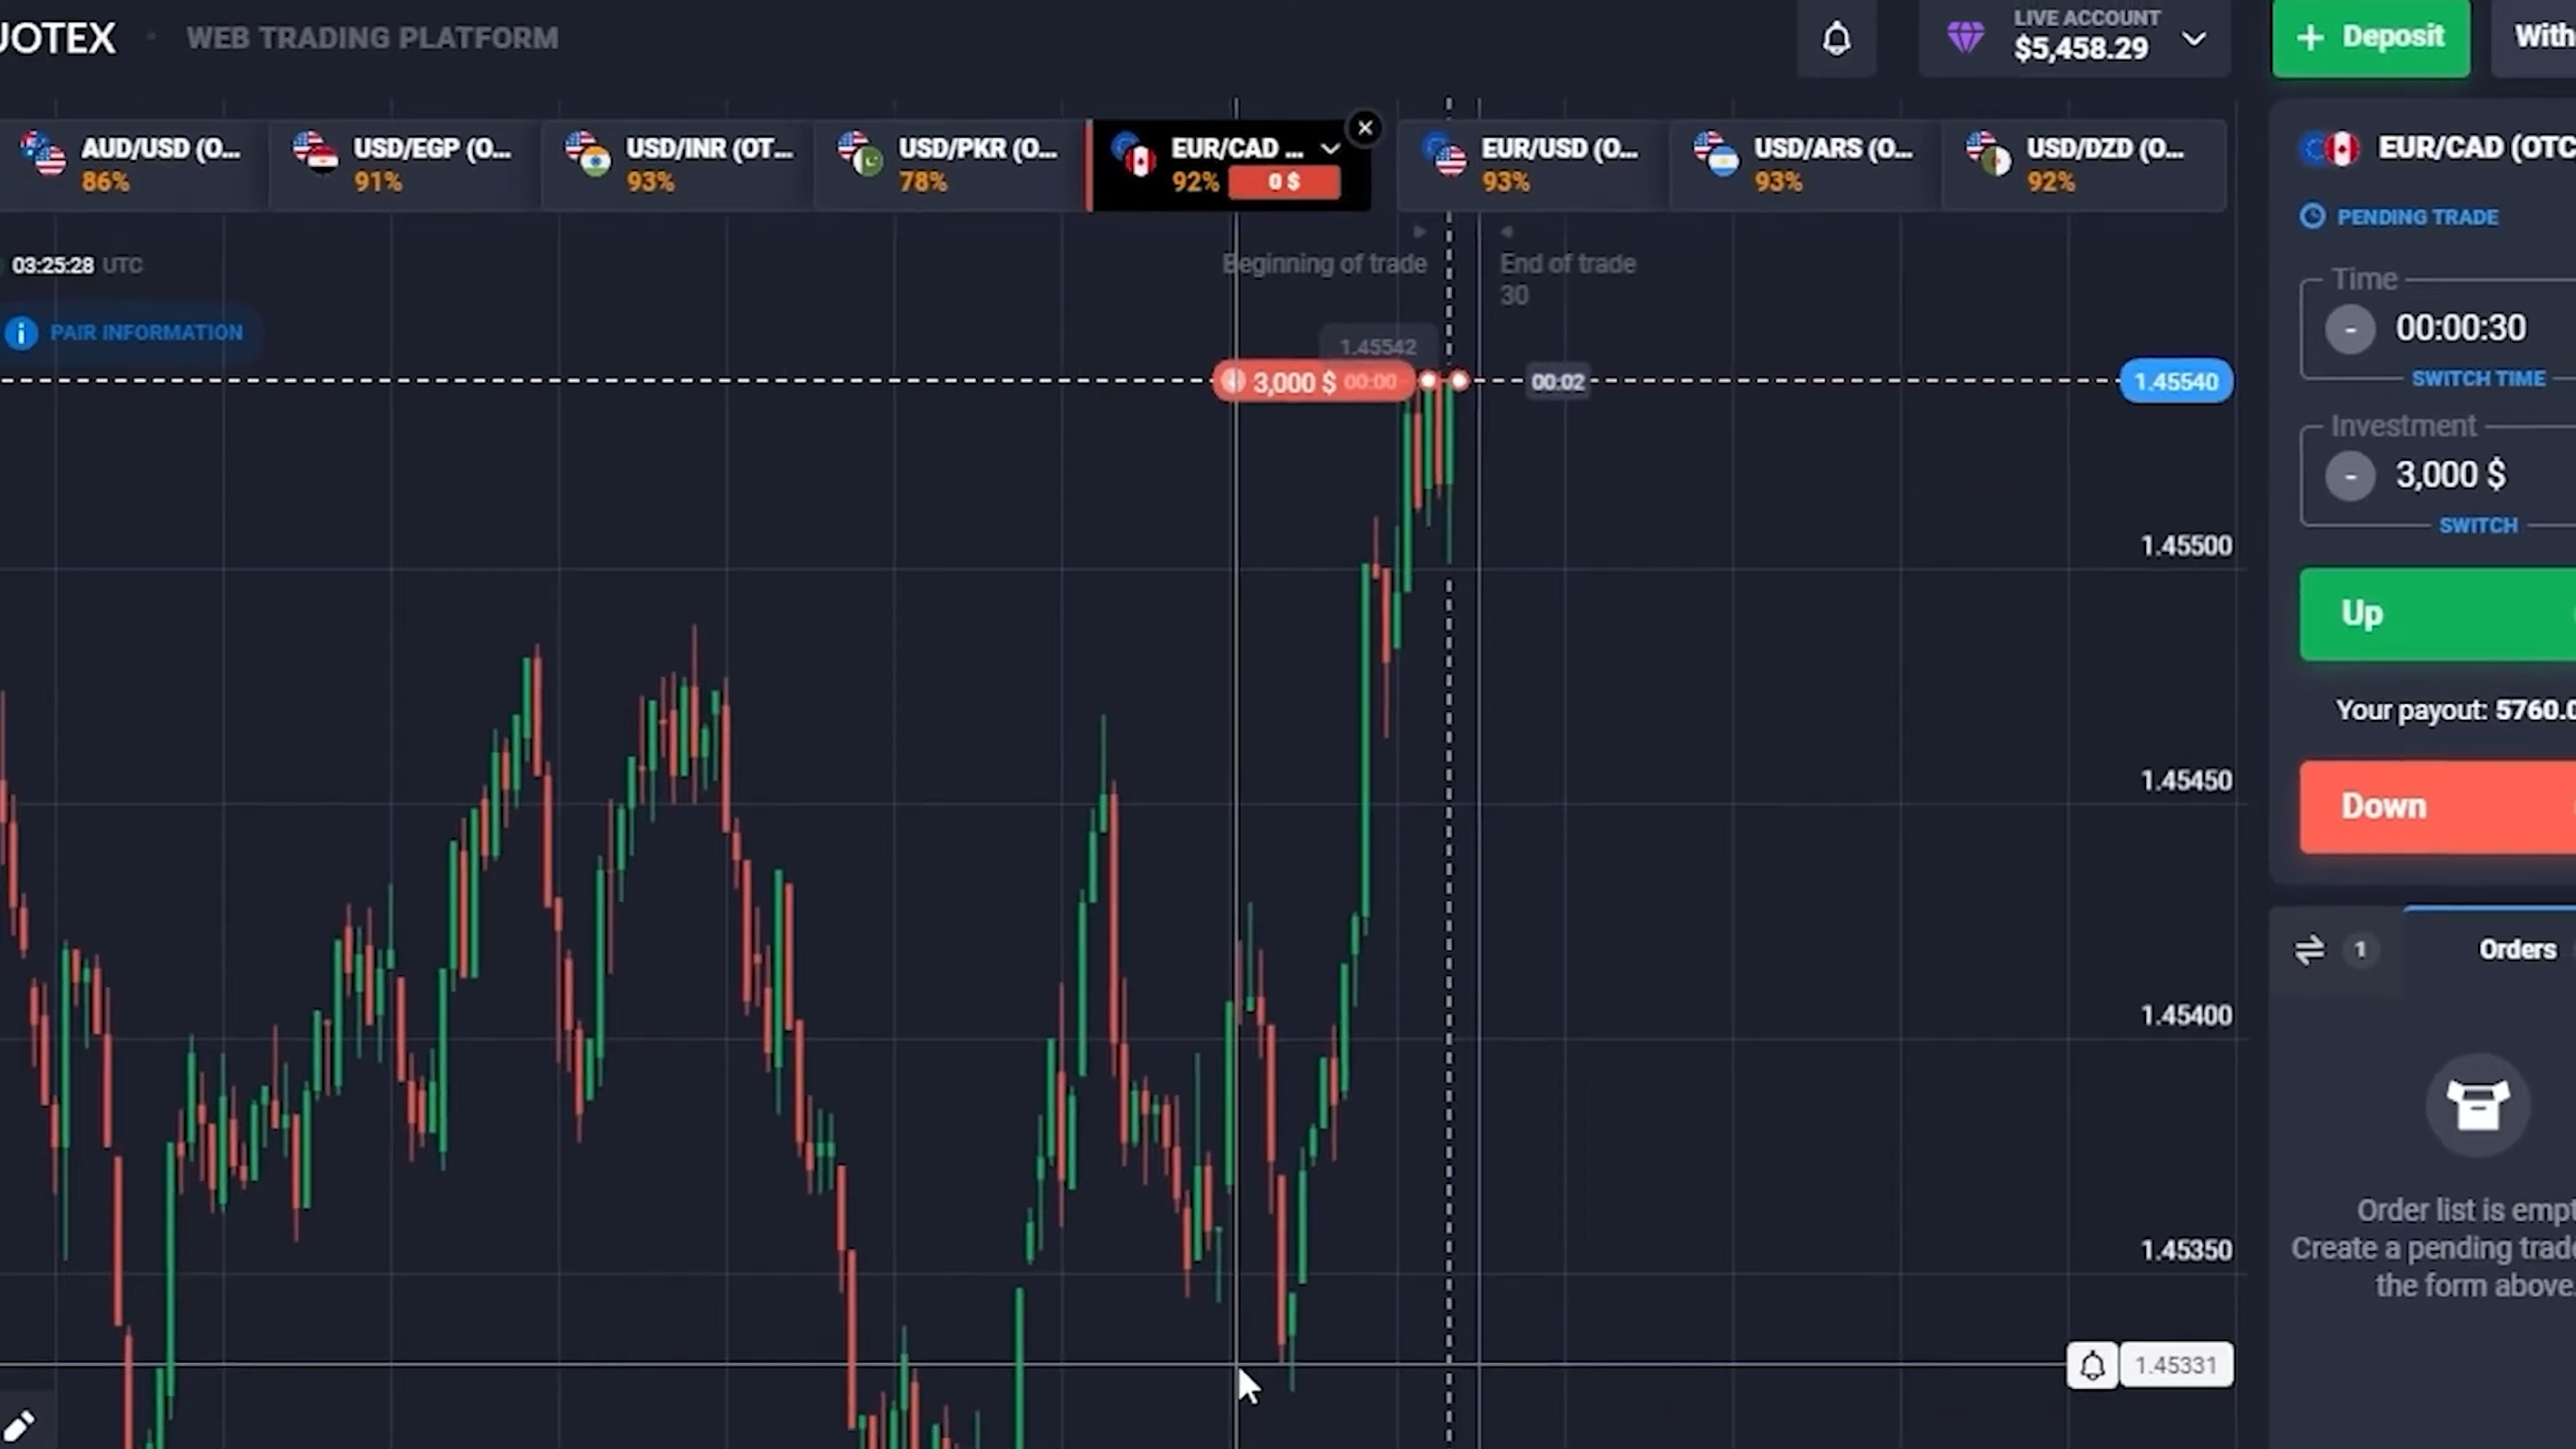 UOTEX
WEB TRADING PLATFORM
LIVE ACCOUNT
$5,458.29
+ Deposit
With
AUD/USD (O...
86%
USD/EGP (O...
91%
USD/INR (OT...
93%
USD/PKR (O...
78%
EUR/CAD ...
92%
0 $
EUR/USD (O...
93%
USD/ARS (O...
93%
USD/DZD (O...
92%
EUR/CAD (OTC
PENDING TRADE
03:25:28 UTC
PAIR INFORMATION
Beginning of trade
End of trade
30
1.45542
3,000 $ 00:00
00:02
1.45540
1.45500
1.45450
1.45400
1.45350
1.45331
Time
- 00:00:30
SWITCH TIME
Investment
- 3,000 $
SWITCH
Up
Your payout: 5760.0
Down
1
Orders
Order list is empt
Create a pending trade
the form above.